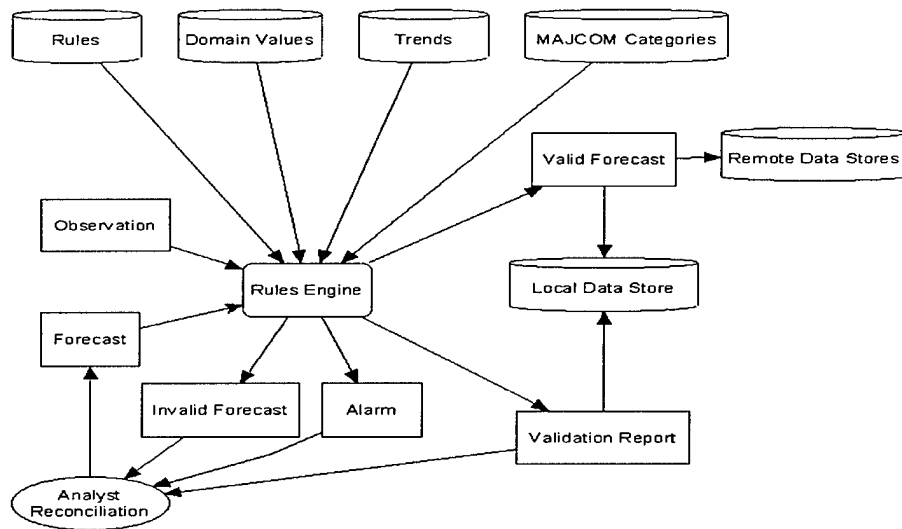 Rules
Domain Values
Trends
MAJCOM Categories
Valid Forecast
Remote Data Stores
Observation
Rules Engine
Local Data Store
Forecast
Invalid Forecast
Alarm
Validation Report
Analyst
Reconciliation